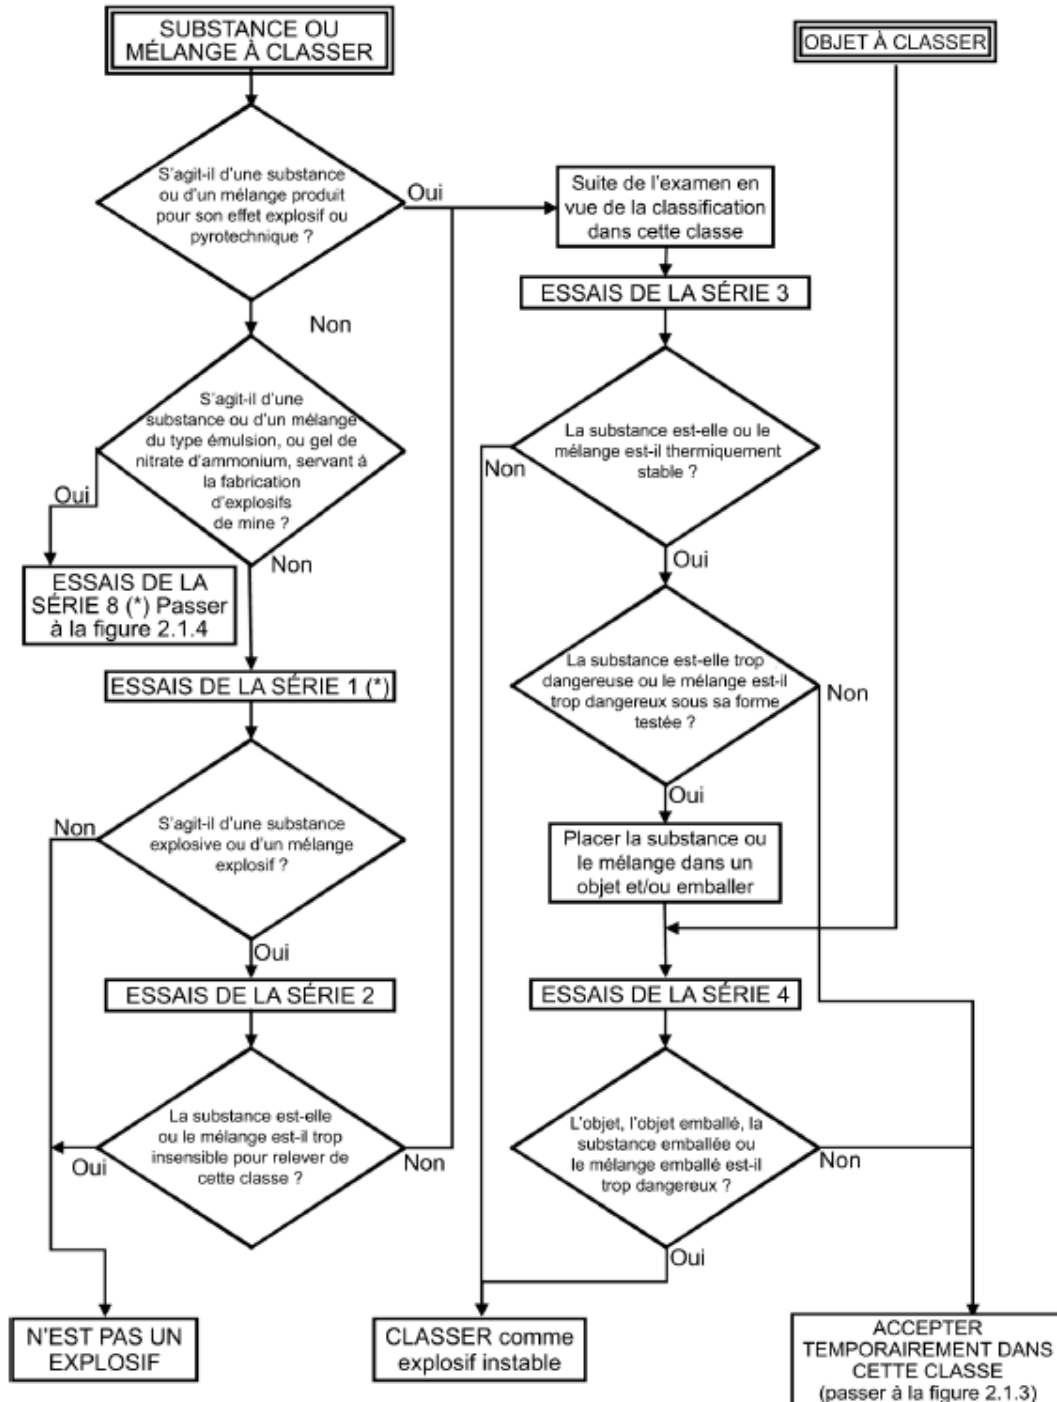 SUBSTANCE OU
MÉLANGE À CLASSER
OBJET À CLASSER
S'agit-il d'une substance
ou d'un mélange produit
pour son effet explosif ou
pyrotechnique ?
Oui
Suite de l'examen en
vue de la classification
dans cette classe
ESSAIS DE LA SÉRIE 3
Non
S'agit-il d'une
substance ou d'un mélange
du type émulsion, ou gel de
nitrate d'ammonium, servant à
la fabrication
d'explosifs
de mine ?
Oui
Non
La substance est-elle ou le
mélange est-il thermiquement
stable ?
Non
Oui
ESSAIS DE LA
SÉRIE 8 (*) Passer
à la figure 2.1.4
ESSAIS DE LA SÉRIE 1 (*)
La substance est-elle trop
dangereuse ou le mélange est-il
trop dangereux sous sa forme
testée ?
Non
Oui
S'agit-il d'une substance
explosive ou d'un mélange
explosif ?
Non
Oui
Placer la substance ou
le mélange dans un
objet et/ou emballer
ESSAIS DE LA SÉRIE 2
ESSAIS DE LA SÉRIE 4
La substance est-elle
ou le mélange est-il trop
insensible pour relever de
cette classe ?
Oui
Non
L'objet, l'objet emballé, la
substance emballée ou
le mélange emballé est-il
trop dangereux ?
Non
Oui
N'EST PAS UN
EXPLOSIF
CLASSER comme
explosif instable
ACCEPTER
TEMPORAIREMENT DANS
CETTE CLASSE
(passer à la figure 2.1.3)